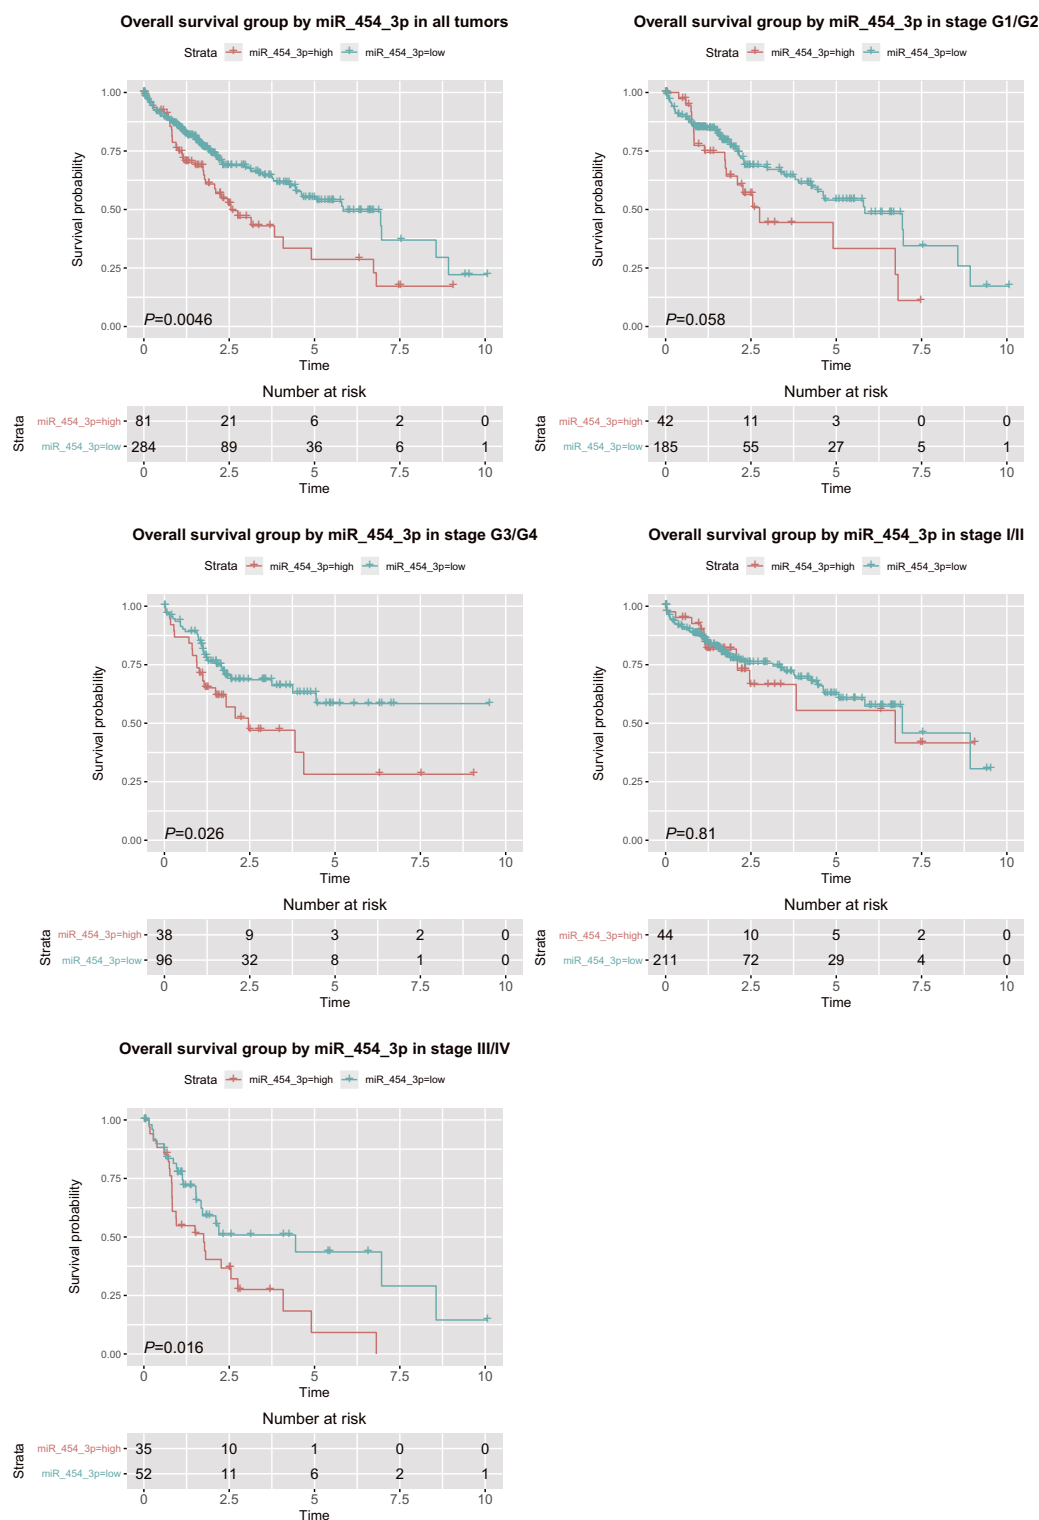 Overall survival group by miR_454_3p in all tumors
Strata miR_454_3p=high miR_454_3p=low
Survival probability
1.00
0.75
0.50
0.25
0.00
P=0.0046
0 2.5 5 7.5 10
Time
Number at risk
Strata
miR_454_3p=high 81 21 6 2 0
miR_454_3p=low 284 89 36 6 1
0 2.5 5 7.5 10
Time
Overall survival group by miR_454_3p in stage G1/G2
Strata miR_454_3p=high miR_454_3p=low
Survival probability
1.00
0.75
0.50
0.25
0.00
P=0.058
0 2.5 5 7.5 10
Time
Number at risk
Strata
miR_454_3p=high 42 11 3 0 0
miR_454_3p=low 185 55 27 5 1
0 2.5 5 7.5 10
Time
Overall survival group by miR_454_3p in stage G3/G4
Strata miR_454_3p=high miR_454_3p=low
Survival probability
1.00
0.75
0.50
0.25
0.00
P=0.026
0 2.5 5 7.5 10
Time
Number at risk
Strata
miR_454_3p=high 38 9 3 2 0
miR_454_3p=low 96 32 8 1 0
0 2.5 5 7.5 10
Time
Overall survival group by miR_454_3p in stage I/II
Strata miR_454_3p=high miR_454_3p=low
Survival probability
1.00
0.75
0.50
0.25
0.00
P=0.81
0 2.5 5 7.5 10
Time
Number at risk
Strata
miR_454_3p=high 44 10 5 2 0
miR_454_3p=low 211 72 29 4 0
0 2.5 5 7.5 10
Time
Overall survival group by miR_454_3p in stage III/IV
Strata miR_454_3p=high miR_454_3p=low
Survival probability
1.00
0.75
0.50
0.25
0.00
P=0.016
0 2.5 5 7.5 10
Time
Number at risk
Strata
miR_454_3p=high 35 10 1 0 0
miR_454_3p=low 52 11 6 2 1
0 2.5 5 7.5 10
Time